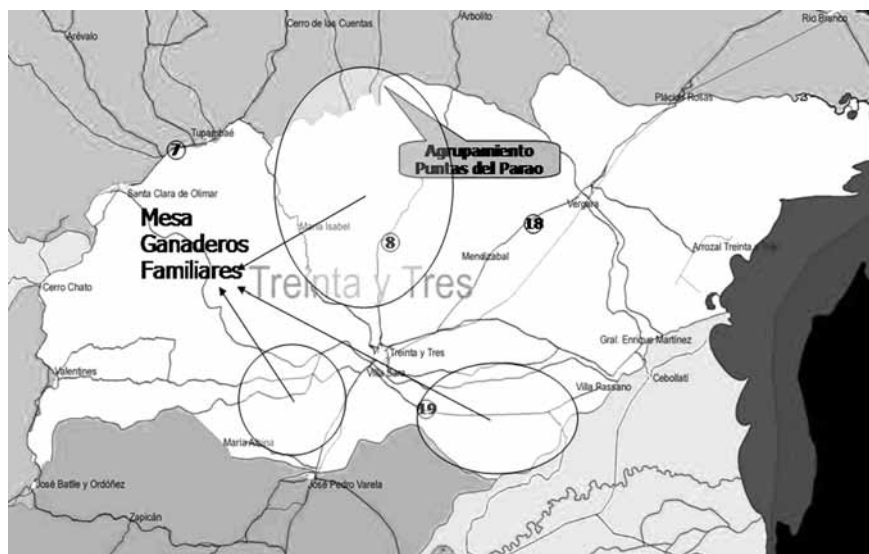 Arévalo
Cerro de las Cuentas
Arbolito
Río Branco
Plácido Rosas
Tupambaé
7
Agrupamiento
Puntas del Parao
Santa Clara de Olimar
Mesa
Ganaderos
Familiares
María Isabel
8
18
Vergara
Mendizabal
Arrozal Treinta y
Treinta y Tres
Cerro Chato
Gral. Enrique Martínez
Treinta y Tres
Villa Sara
Valentines
Cebollatí
Villa Passano
19
María Albina
José Batlle y Ordóñez
José Pedro Varela
Zapicán